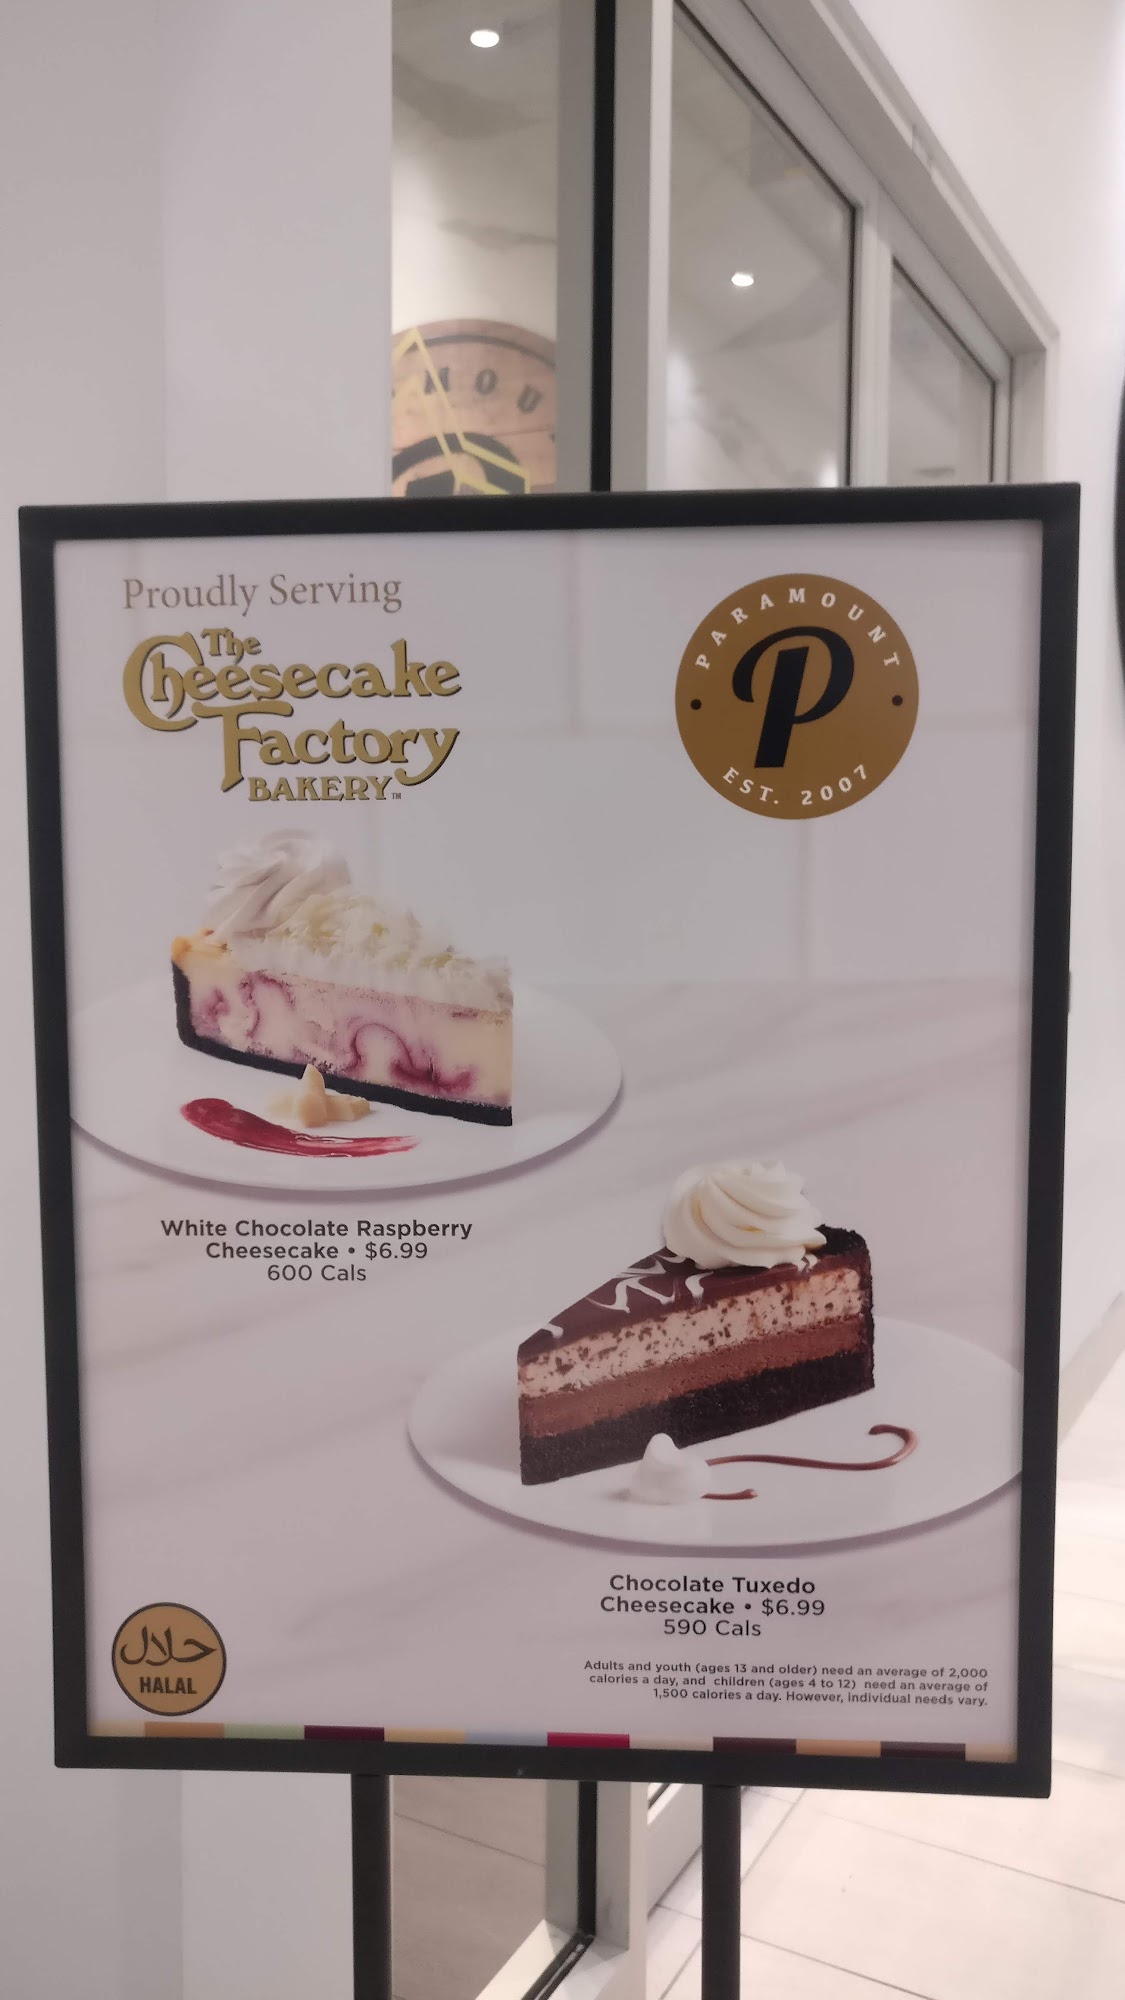 MOU
Proudly Serving
The
Cheesecake
Factory
BAKERY™
PARAMOUNT
P
EST. 2007
White Chocolate Raspberry
Cheesecake • $6.99
600 Cals
Chocolate Tuxedo
Cheesecake • $6.99
590 Cals
حلال
HALAL
Adults and youth (ages 13 and older) need an average of 2,000
calories a day, and children (ages 4 to 12) need an average of
1,500 calories a day. However, individual needs vary.